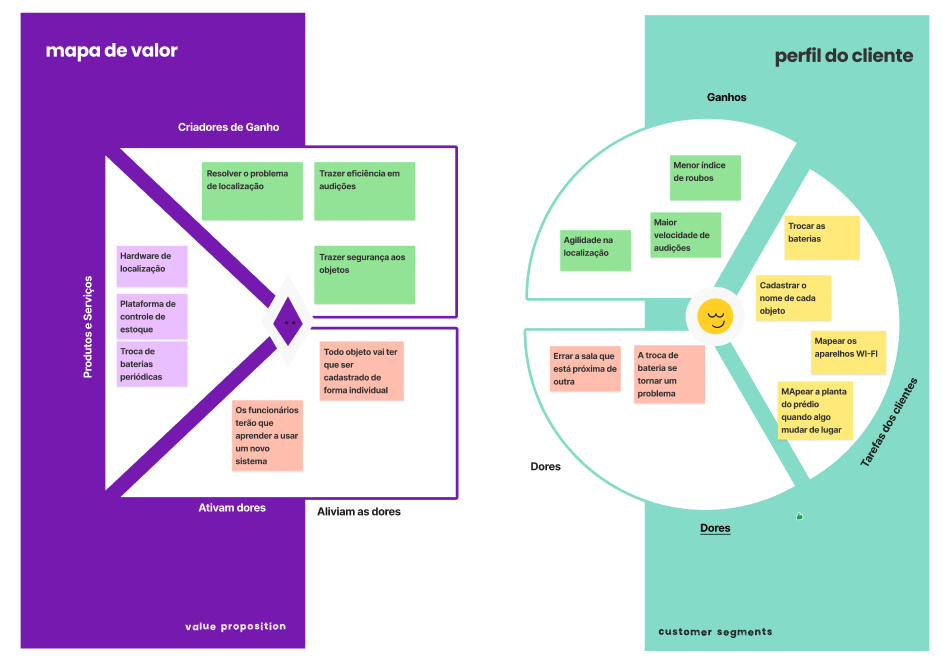 mapa de valor
Criadores de Ganho
Resolver o problema
de localização
Trazer eficiência em
audições
Trazer segurança aos
objetos
Produtos e Serviços
Hardware de
localização
Plataforma de
controle de
estoque
Troca de
baterias
periódicas
Todo objeto vai ter
que ser
cadastrado de
forma individual
Os funcionários
terão que
aprender a usar
um novo
sistema
Ativam dores
Aliviam as dores
value proposition
perfil do cliente
Ganhos
Menor índice
de roubos
Maior
velocidade de
audições
Agilidade na
localização
Trocar as
baterias
Cadastrar o
nome de cada
objeto
Mapear os
aparelhos WI-FI
MApear a planta
do prédio
quando algo
mudar de lugar
Tarefas dos clientes
Errar a sala que
está próxima de
outra
A troca de
bateria se
tornar um
problema
Dores
Dores
customer segments